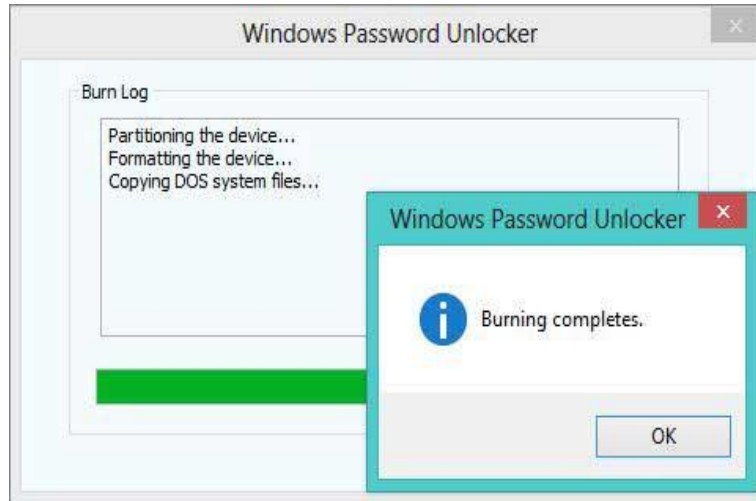 Windows Password Unlocker
Burn Log
Partitioning the device...
Formatting the device...
Copying DOS system files...
Windows Password Unlocker
Burning completes.
OK